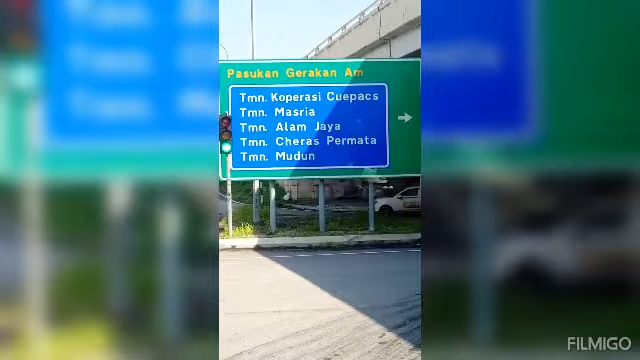 Pasukan Gerakan Am
Tmn. Koperasi Cuepacs
Tmn. Masria
Tmn. Alam Jaya
Tmn. Cheras Permata
Tmn. Mudun
FILMIGO